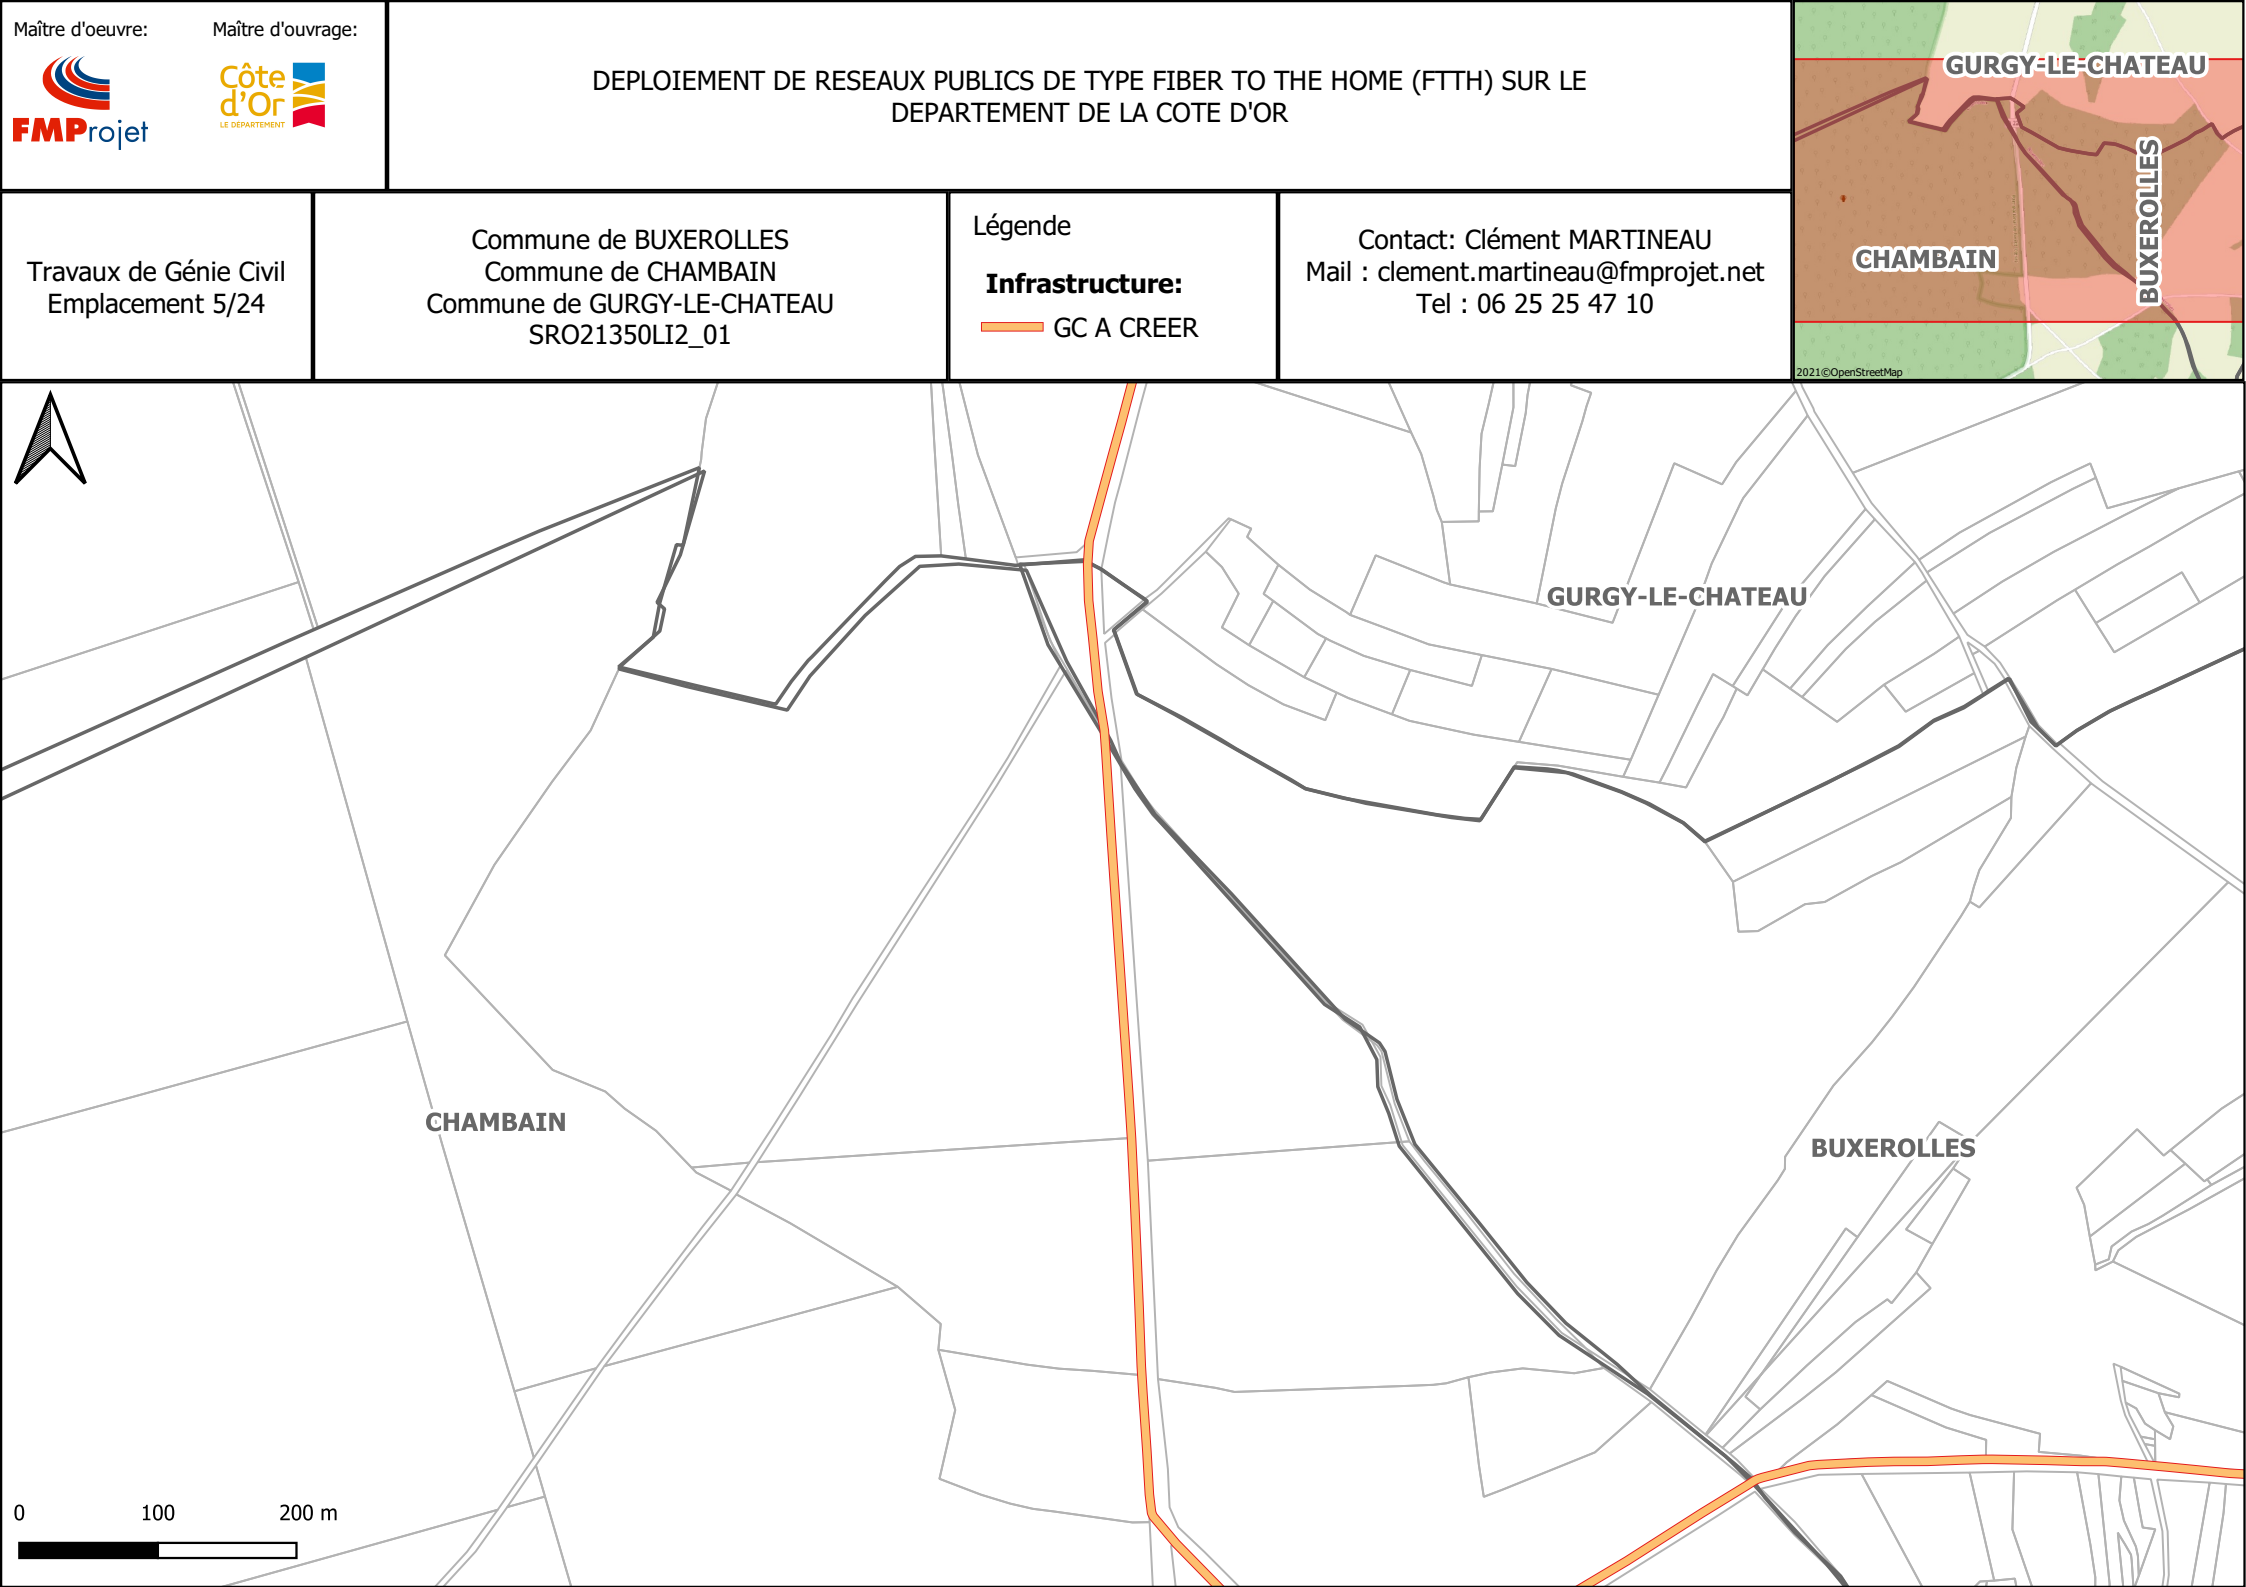 Maître d'oeuvre:
Maître d'ouvrage:
FMProjet
Côte
d'Or
LE DÉPARTEMENT
DEPLOIEMENT DE RESEAUX PUBLICS DE TYPE FIBER TO THE HOME (FTTH) SUR LE
DEPARTEMENT DE LA COTE D'OR
GURGY-LE-CHATEAU
BUXEROLLES
CHAMBAIN
2021©OpenStreetMap
Travaux de Génie Civil
Emplacement 5/24
Commune de BUXEROLLES
Commune de CHAMBAIN
Commune de GURGY-LE-CHATEAU
SRO21350LI2_01
Légende
Infrastructure:
GC A CREER
Contact: Clément MARTINEAU
Mail : clement.martineau@fmprojet.net
Tel : 06 25 25 47 10
GURGY-LE-CHATEAU
CHAMBAIN
BUXEROLLES
0 100 200 m